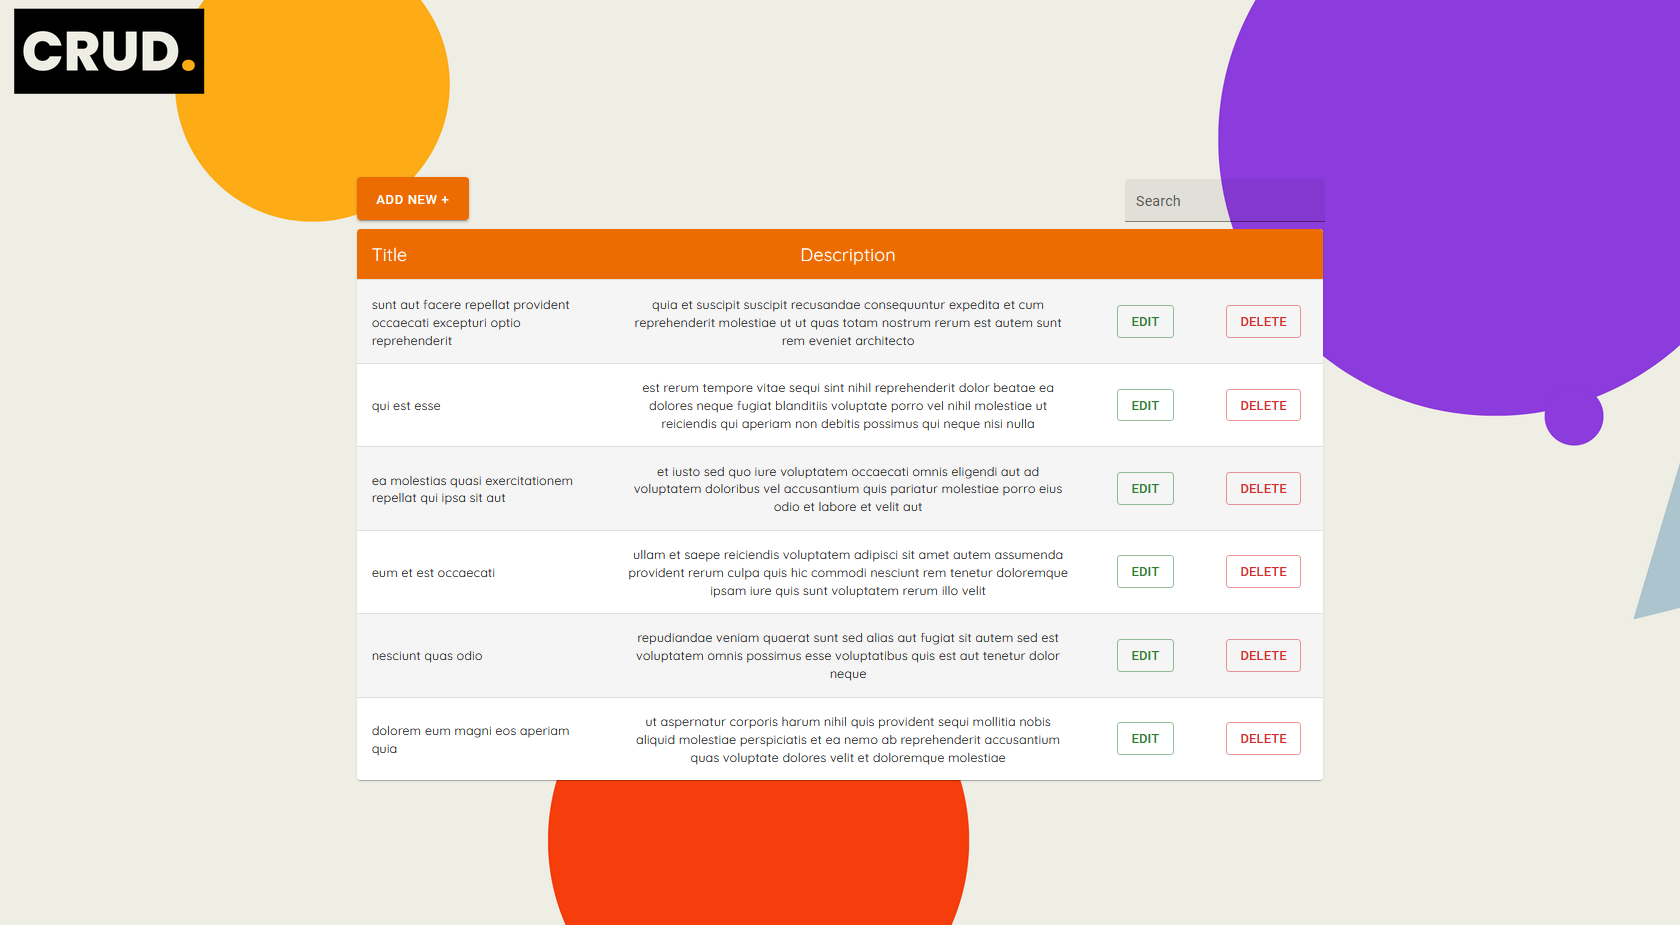 CRUD.
ADD NEW +
Search
Title Description
sunt aut facere repellat provident
occaecati excepturi optio
reprehenderit
quia et suscipit suscipit recusandae consequuntur expedita et cum
reprehenderit molestiae ut ut quas totam nostrum rerum est autem sunt
rem eveniet architecto
EDIT DELETE
qui est esse
est rerum tempore vitae sequi sint nihil reprehenderit dolor beatae ea
dolores neque fugiat blanditiis voluptate porro vel nihil molestiae ut
reiciendis qui aperiam non debitis possimus qui neque nisi nulla
EDIT DELETE
ea molestias quasi exercitationem
repellat qui ipsa sit aut
et iusto sed quo iure voluptatem occaecati omnis eligendi aut ad
voluptatem doloribus vel accusantium quis pariatur molestiae porro eius
odio et labore et velit aut
EDIT DELETE
eum et est occaecati
ullam et saepe reiciendis voluptatem adipisci sit amet autem assumenda
provident rerum culpa quis hic commodi nesciunt rem tenetur doloremque
ipsam iure quis sunt voluptatem rerum illo velit
EDIT DELETE
nesciunt quas odio
repudiandae veniam quaerat sunt sed alias aut fugiat sit autem sed est
voluptatem omnis possimus esse voluptatibus quis est aut tenetur dolor
neque
EDIT DELETE
dolorem eum magni eos aperiam
quia
ut aspernatur corporis harum nihil quis provident sequi mollitia nobis
aliquid molestiae perspiciatis et ea nemo ab reprehenderit accusantium
quas voluptate dolores velit et doloremque molestiae
EDIT DELETE